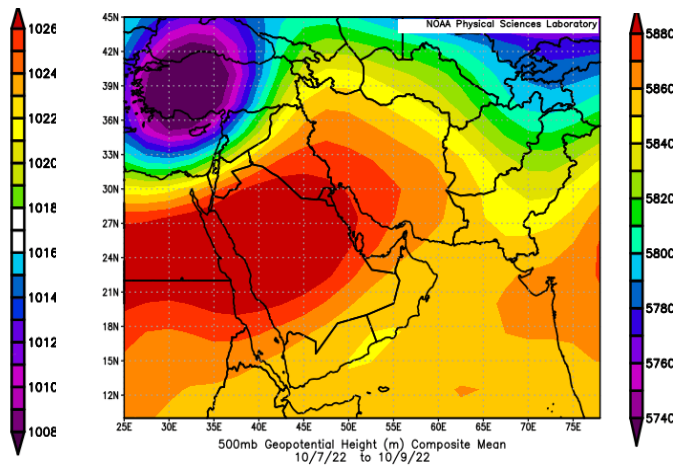 NOAA Physical Sciences Laboratory
1026
1024
1022
1020
1018
1016
1014
1012
1010
1008
45N
42N
39N
36N
33N
30N
27N
24N
21N
18N
15N
12N
25E 30E 35E 40E 45E 50E 55E 60E 65E 70E 75E
5880
5860
5840
5820
5800
5780
5760
5740
500mb Geopotential Height (m) Composite Mean
10/7/22 to 10/9/22